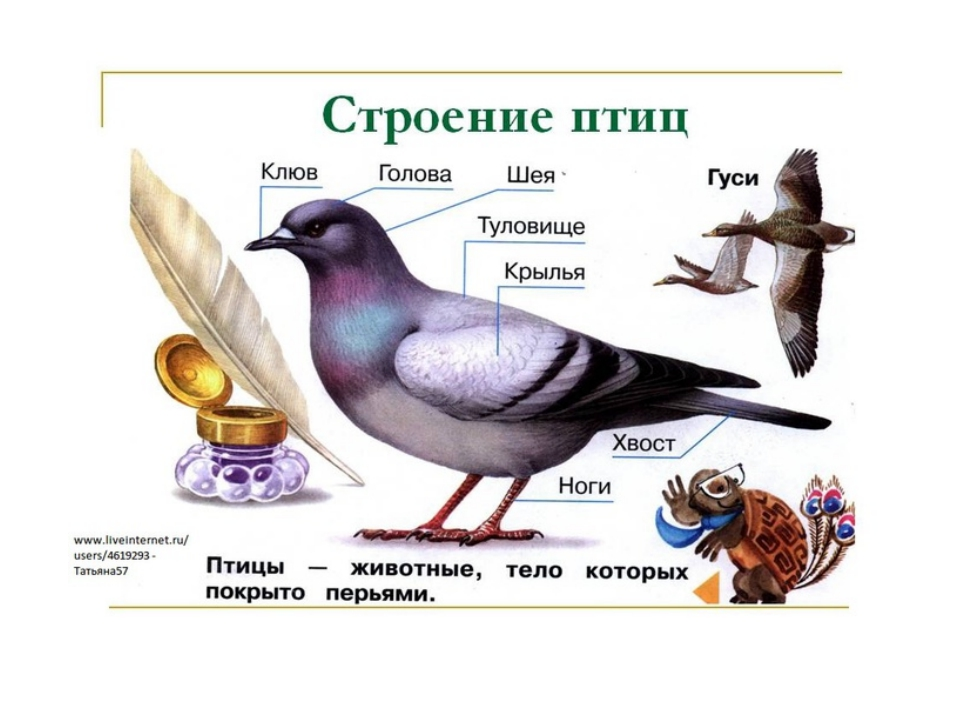 Строение птиц
Клюв
Голова
Шея
Гуси
Туловище
Крылья
Хвост
Ноги
www.liveinternet.ru/
users/4619293 -
Татьяна57
Птицы — животные, тело которых
покрыто перьями.